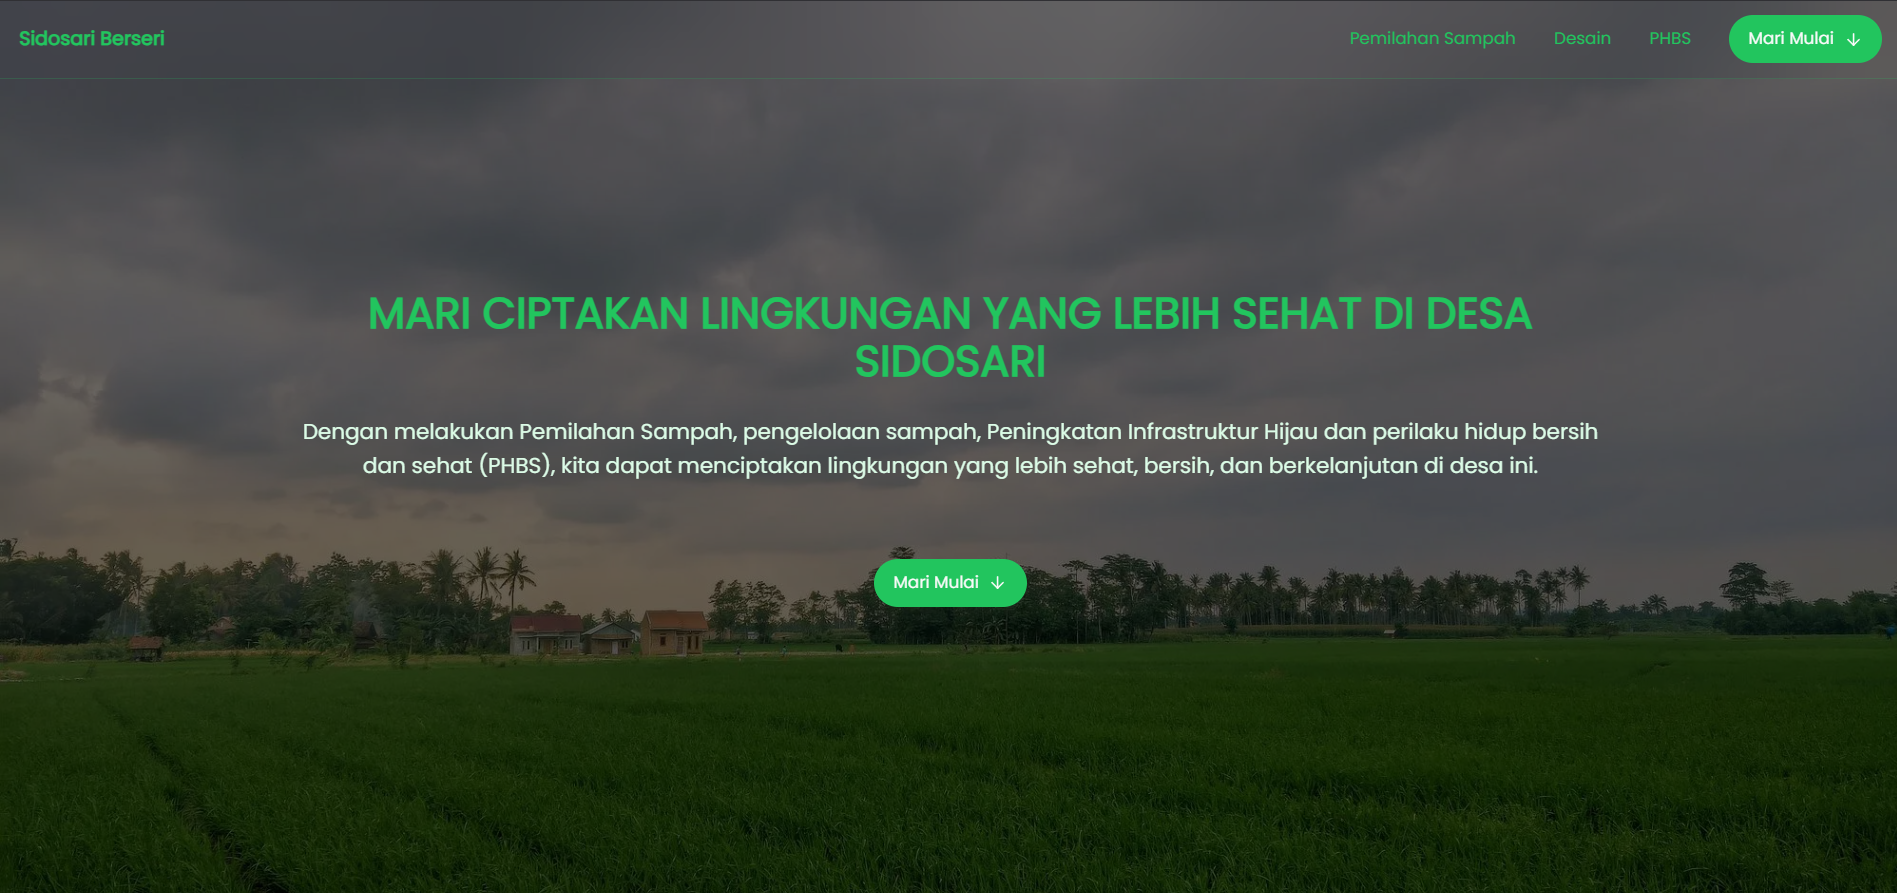 Sidosari Berseri
Pemilahan Sampah
Desain
PHBS
Mari Mulai
MARI CIPTAKAN LINGKUNGAN YANG LEBIH SEHAT DI DESA
SIDOSARI
Dengan melakukan Pemilahan Sampah, pengelolaan sampah, Peningkatan Infrastruktur Hijau dan perilaku hidup bersih
dan sehat (PHBS), kita dapat menciptakan lingkungan yang lebih sehat, bersih, dan berkelanjutan di desa ini.
Mari Mulai